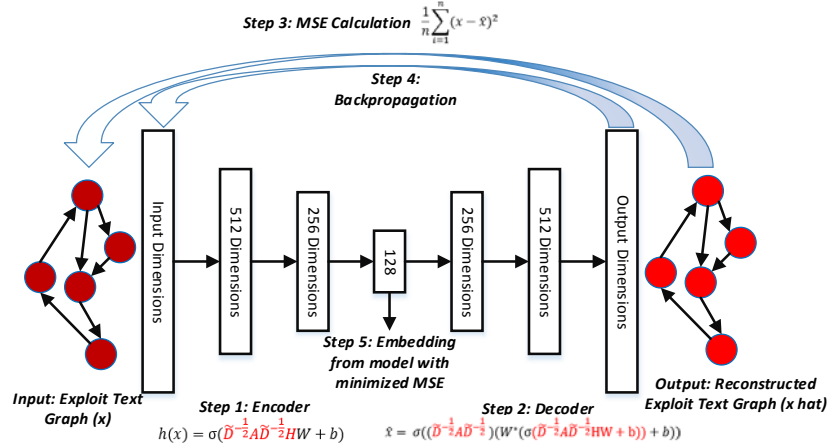 Step 3: MSE Calculation $\frac{1}{n}\sum_{i=1}^{n}(x - \hat{x})^2$
Step 4:
Backpropagation
Input Dimensions
512 Dimensions
256 Dimensions
128
256 Dimensions
512 Dimensions
Output Dimensions
Step 5: Embedding
from model with
minimized MSE
Input: Exploit Text
Graph (x)
Output: Reconstructed
Exploit Text Graph (x hat)
Step 1: Encoder
$h(x) = \sigma(\tilde{D}^{-\frac{1}{2}}A\tilde{D}^{-\frac{1}{2}}HW + b)$
Step 2: Decoder
$\hat{x} = \sigma((\tilde{D}^{-\frac{1}{2}}A\tilde{D}^{-\frac{1}{2}})(W^*(\sigma(\tilde{D}^{-\frac{1}{2}}A\tilde{D}^{-\frac{1}{2}}HW + b)) + b))$